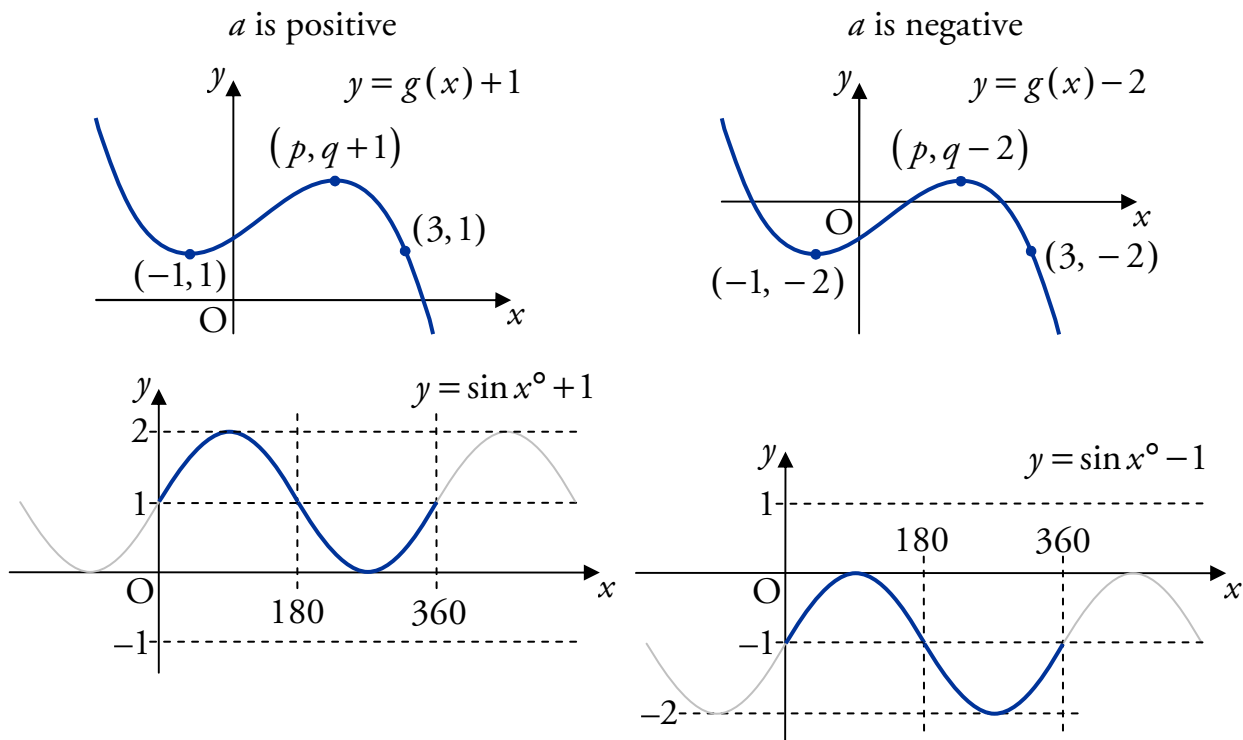 a is positive
y
y = g(x) + 1
(p, q + 1)
(3, 1)
(−1, 1)
O
x
a is negative
y
y = g(x) − 2
(p, q − 2)
O
x
(−1, −2)
(3, −2)
y
y = sin x° + 1
2
1
O
x
180
360
−1
y
y = sin x° − 1
1
180
360
O
x
−1
−2